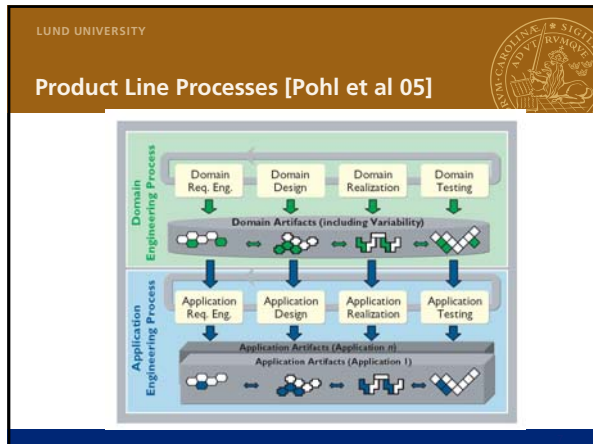 LUND UNIVERSITY
Product Line Processes [Pohl et al 05]
Domain
Engineering Process
Domain
Req. Eng.
Domain
Design
Domain
Realization
Domain
Testing
Domain Artifacts (including Variability)
Application
Engineering Process
Application
Req. Eng.
Application
Design
Application
Realization
Application
Testing
Application Artifacts (Application n)
Application Artifacts (Application 1)